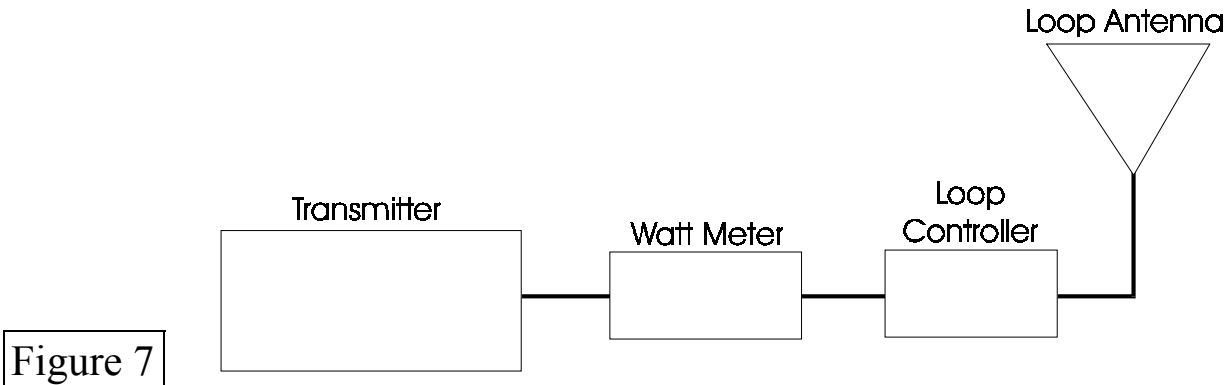 Loop Antenna
Transmitter
Watt Meter
Loop
Controller
Figure 7